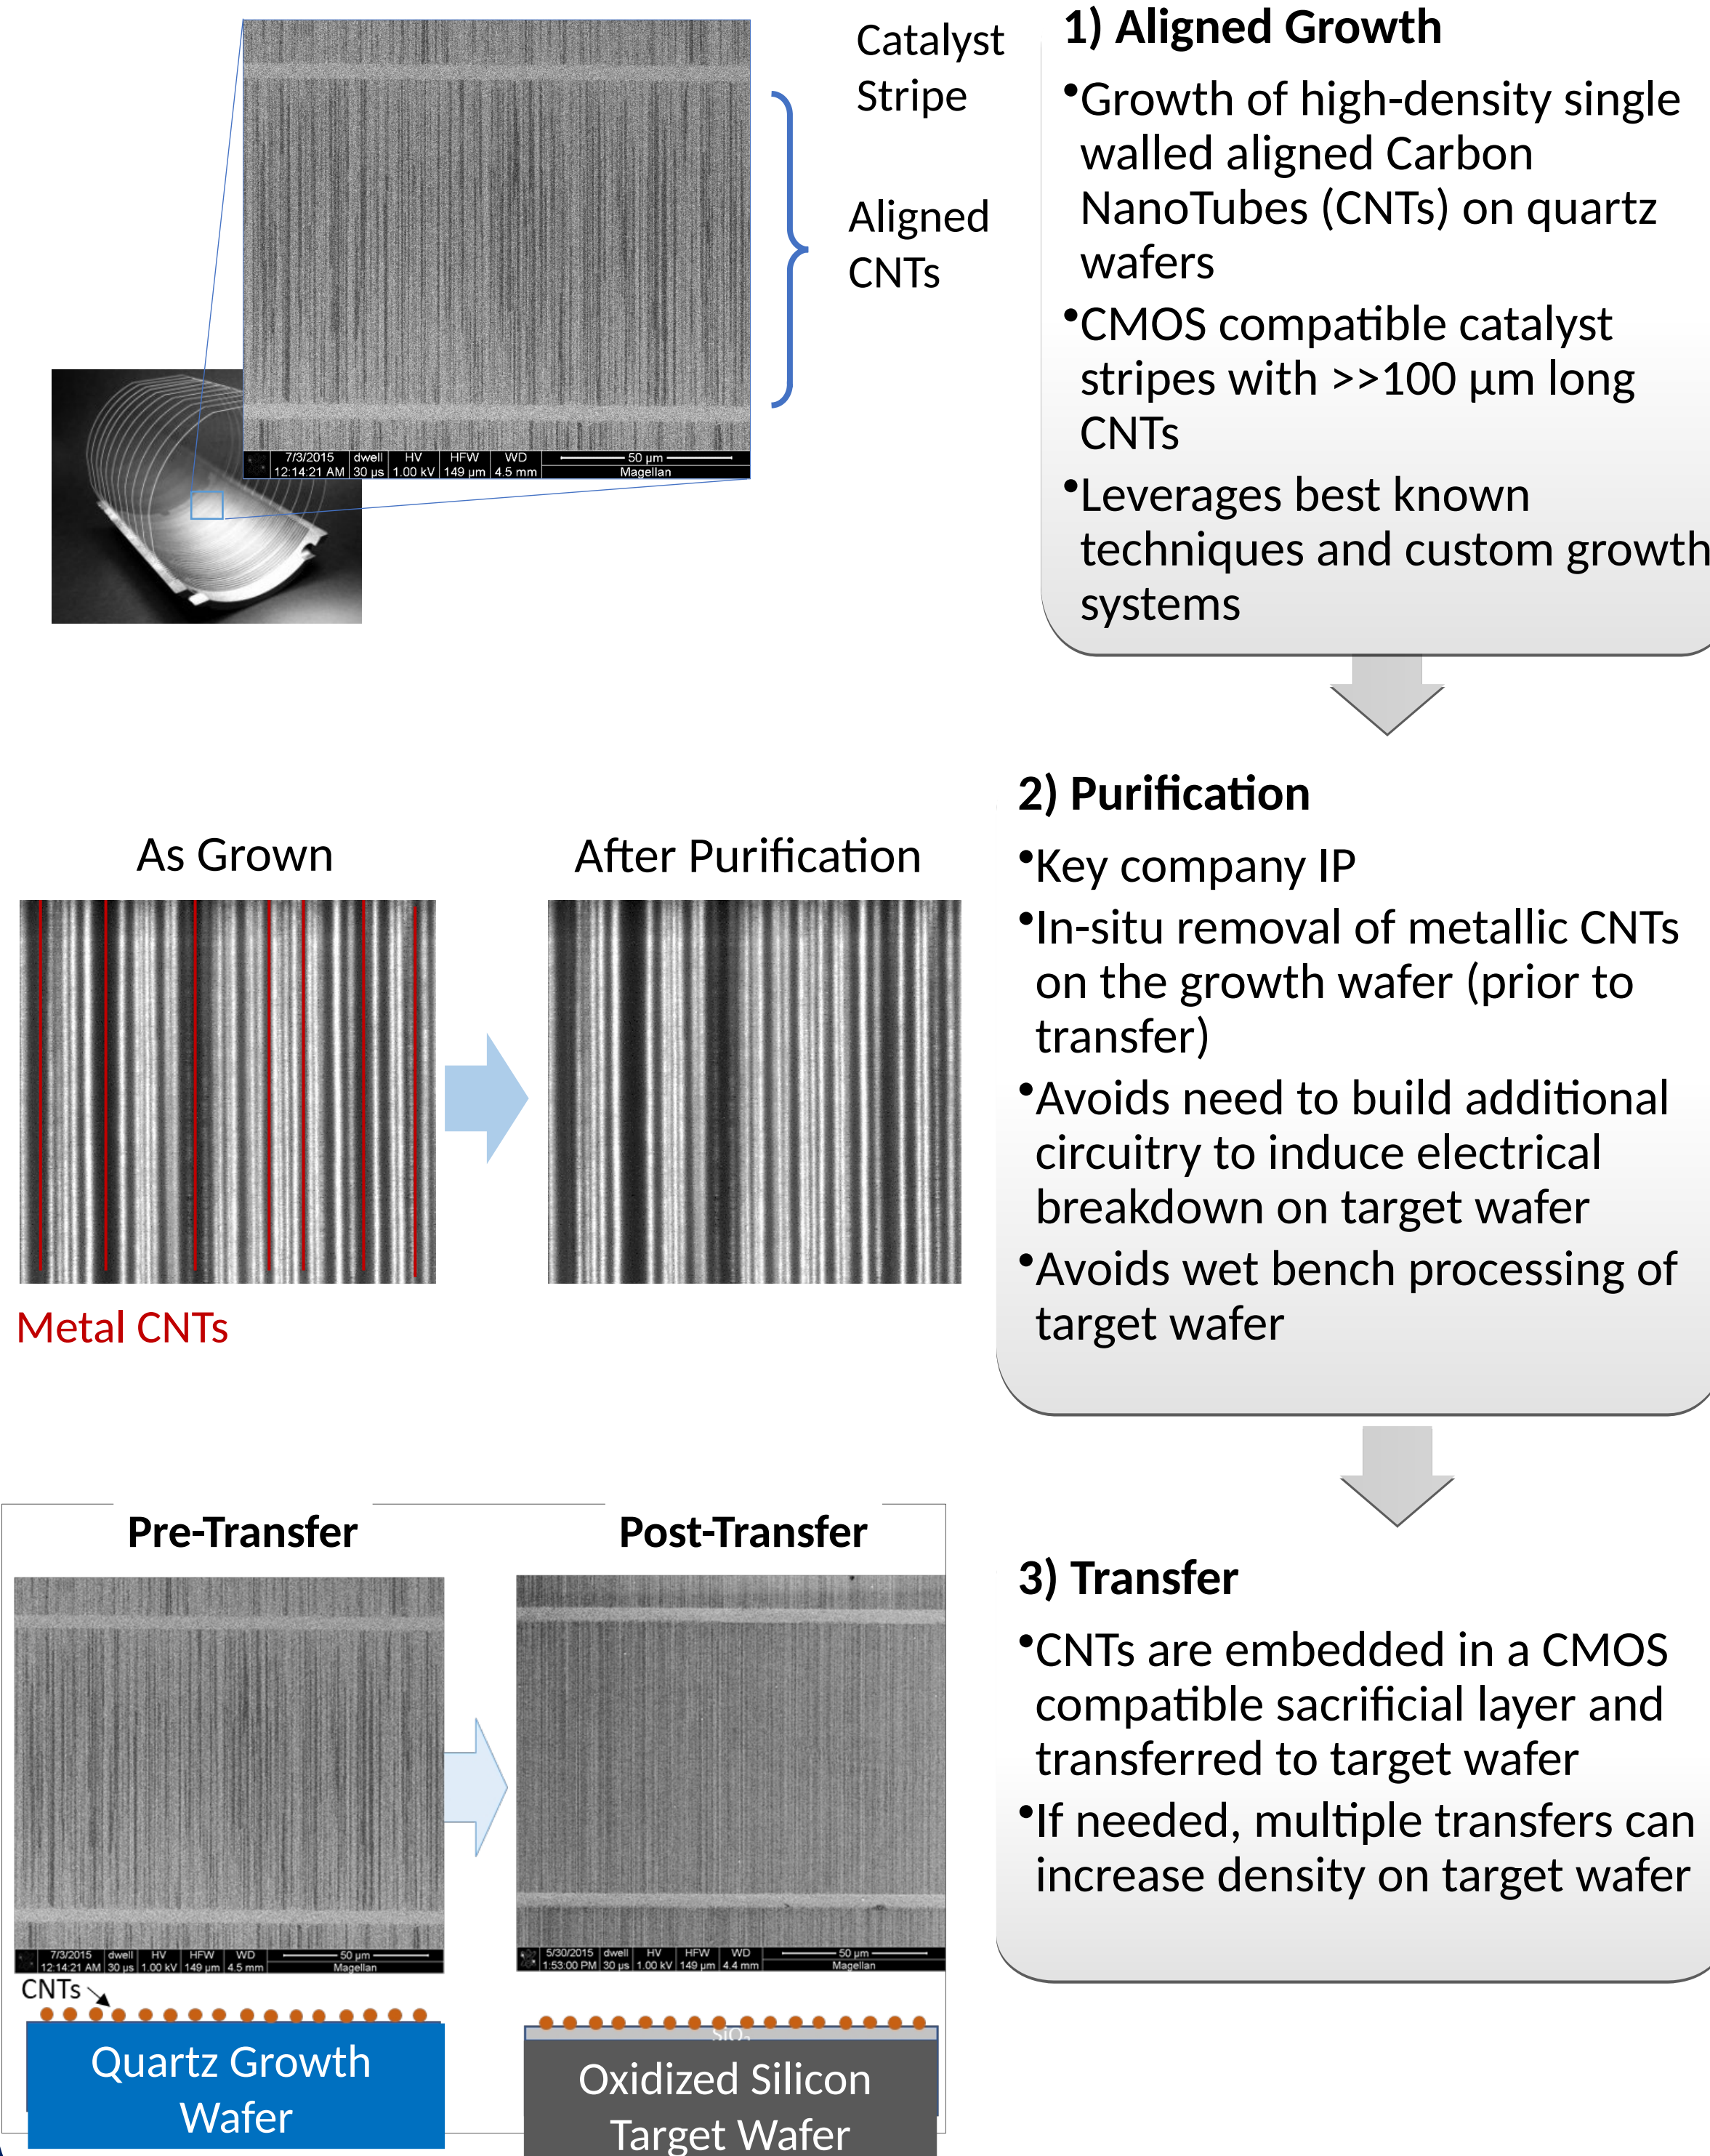 Catalyst
Stripe
Aligned
CNTs
7/3/2015 dwell HV HFW WD 50 µm
12:14:21 AM 30 µs 1.00 kV 149 µm 4.5 mm Magellan
1) Aligned Growth
•Growth of high-density single
walled aligned Carbon
NanoTubes (CNTs) on quartz
wafers
•CMOS compatible catalyst
stripes with >>100 µm long
CNTs
•Leverages best known
techniques and custom growth
systems
As Grown
After Purification
Metal CNTs
2) Purification
•Key company IP
•In-situ removal of metallic CNTs
on the growth wafer (prior to
transfer)
•Avoids need to build additional
circuitry to induce electrical
breakdown on target wafer
•Avoids wet bench processing of
target wafer
Pre-Transfer
Post-Transfer
7/3/2015 dwell HV HFW WD 50 µm
12:14:21 AM 30 µs 1.00 kV 149 µm 4.5 mm Magellan
5/30/2015 dwell HV HFW WD 50 µm
1:53:00 PM 30 µs 1.00 kV 149 µm 4.4 mm Magellan
CNTs
Quartz Growth
Wafer
SiO₂
Oxidized Silicon
Target Wafer
3) Transfer
•CNTs are embedded in a CMOS
compatible sacrificial layer and
transferred to target wafer
•If needed, multiple transfers can
increase density on target wafer